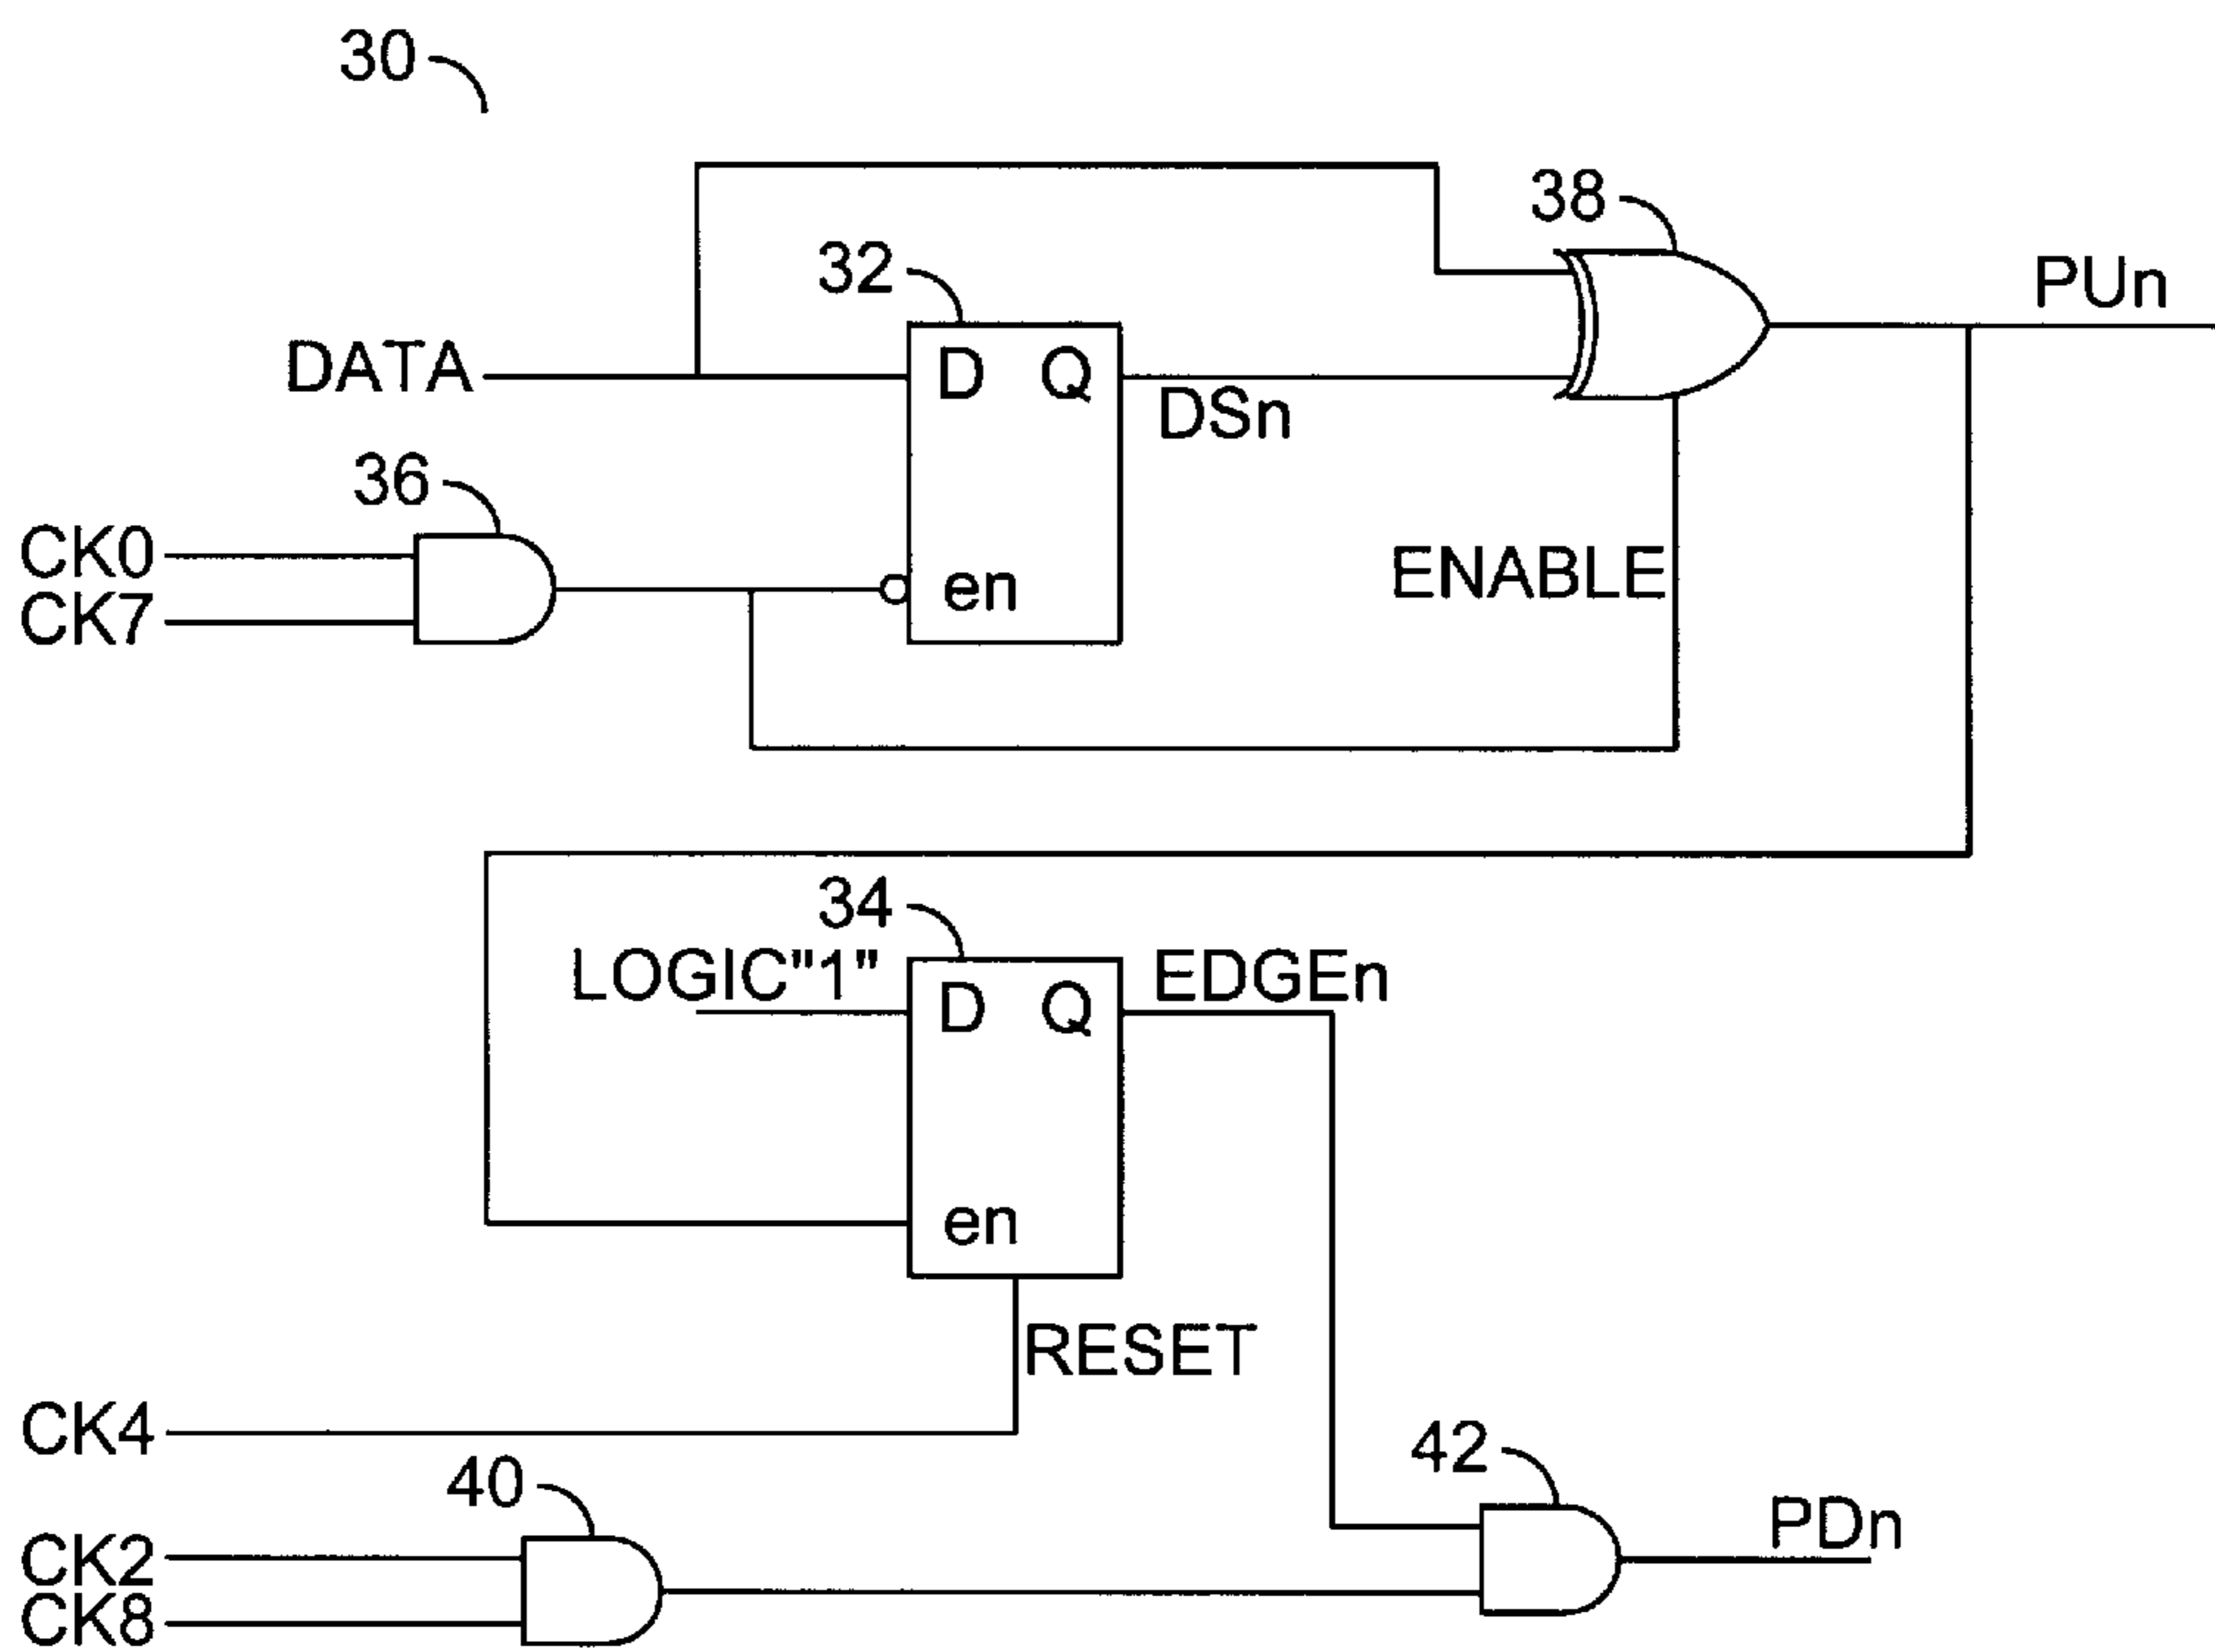 30
38
PUn
32
DATA
D Q
DSn
36
CK0
CK7
en
ENABLE
34
LOGIC"1"
EDGEn
D Q
en
RESET
CK4
40
42
PDn
CK2
CK8